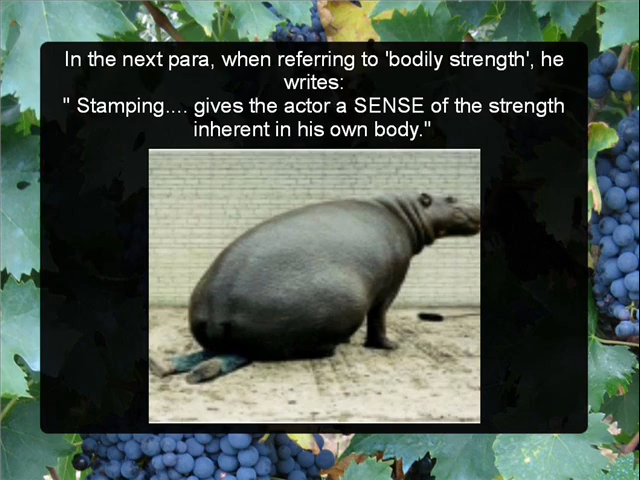 In the next para, when referring to 'bodily strength', he
writes:
" Stamping.... gives the actor a SENSE of the strength
inherent in his own body."